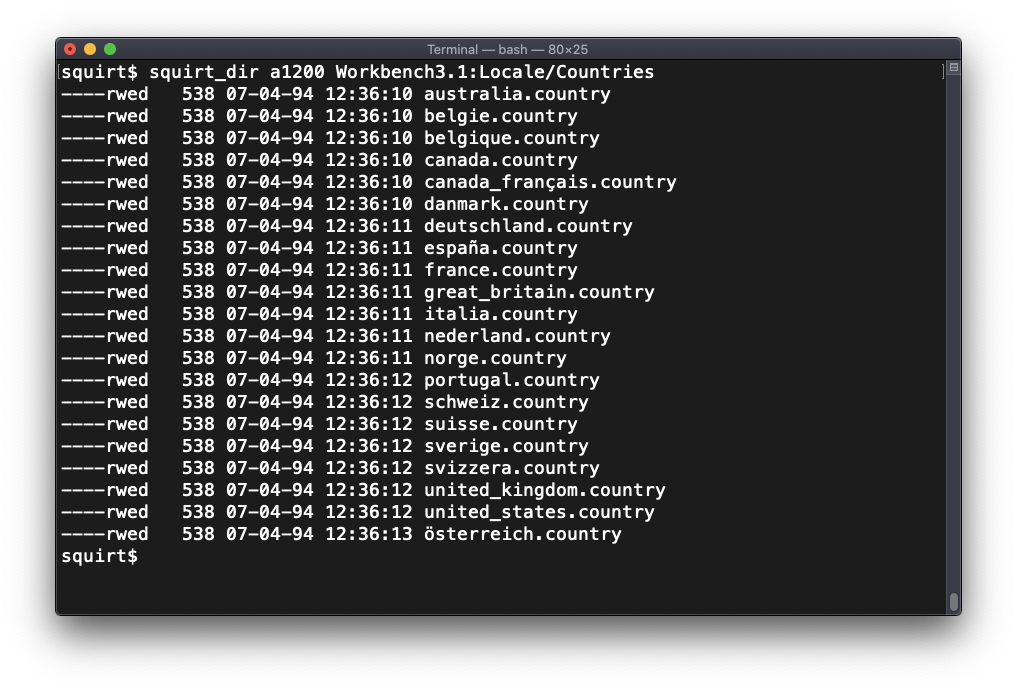 Terminal — bash — 80×25
squirt$ squirt_dir a1200 Workbench3.1:Locale/Countries
----rwed   538 07-04-94 12:36:10 australia.country
----rwed   538 07-04-94 12:36:10 belgie.country
----rwed   538 07-04-94 12:36:10 belgique.country
----rwed   538 07-04-94 12:36:10 canada.country
----rwed   538 07-04-94 12:36:10 canada_français.country
----rwed   538 07-04-94 12:36:10 danmark.country
----rwed   538 07-04-94 12:36:11 deutschland.country
----rwed   538 07-04-94 12:36:11 españa.country
----rwed   538 07-04-94 12:36:11 france.country
----rwed   538 07-04-94 12:36:11 great_britain.country
----rwed   538 07-04-94 12:36:11 italia.country
----rwed   538 07-04-94 12:36:11 nederland.country
----rwed   538 07-04-94 12:36:11 norge.country
----rwed   538 07-04-94 12:36:12 portugal.country
----rwed   538 07-04-94 12:36:12 schweiz.country
----rwed   538 07-04-94 12:36:12 suisse.country
----rwed   538 07-04-94 12:36:12 sverige.country
----rwed   538 07-04-94 12:36:12 svizzera.country
----rwed   538 07-04-94 12:36:12 united_kingdom.country
----rwed   538 07-04-94 12:36:12 united_states.country
----rwed   538 07-04-94 12:36:13 österreich.country
squirt$